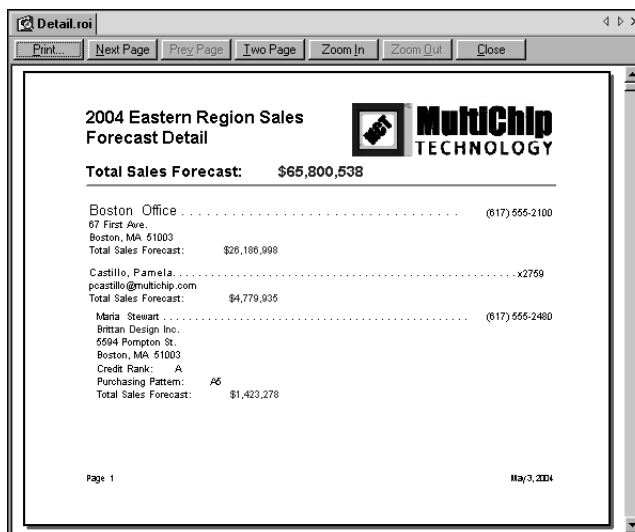 Detail.roi
Print... Next Page Prev Page Two Page Zoom In Zoom Out Close
2004 Eastern Region Sales
Forecast Detail
MCT
MultiChip
TECHNOLOGY
Total Sales Forecast: $65,800,538
Boston Office . . . . . . . . . . . . . . . . . . . . . . . . . . . . . . . . . . . . (617) 555-2100
67 First Ave.
Boston, MA 51003
Total Sales Forecast: $26,186,998
Castillo, Pamela. . . . . . . . . . . . . . . . . . . . . . . . . . . . . . . . . . . . . . . . . . . . . . . . . . . x2759
pcastillo@multichip.com
Total Sales Forecast: $4,779,935
Maria Stewart . . . . . . . . . . . . . . . . . . . . . . . . . . . . . . . . . . . . . . . . . . . . . (617) 555-2480
Brittan Design Inc.
5594 Pompton St.
Boston, MA 51003
Credit Rank: A
Purchasing Pattern: A5
Total Sales Forecast: $1,423,278
Page 1 May 3, 2004